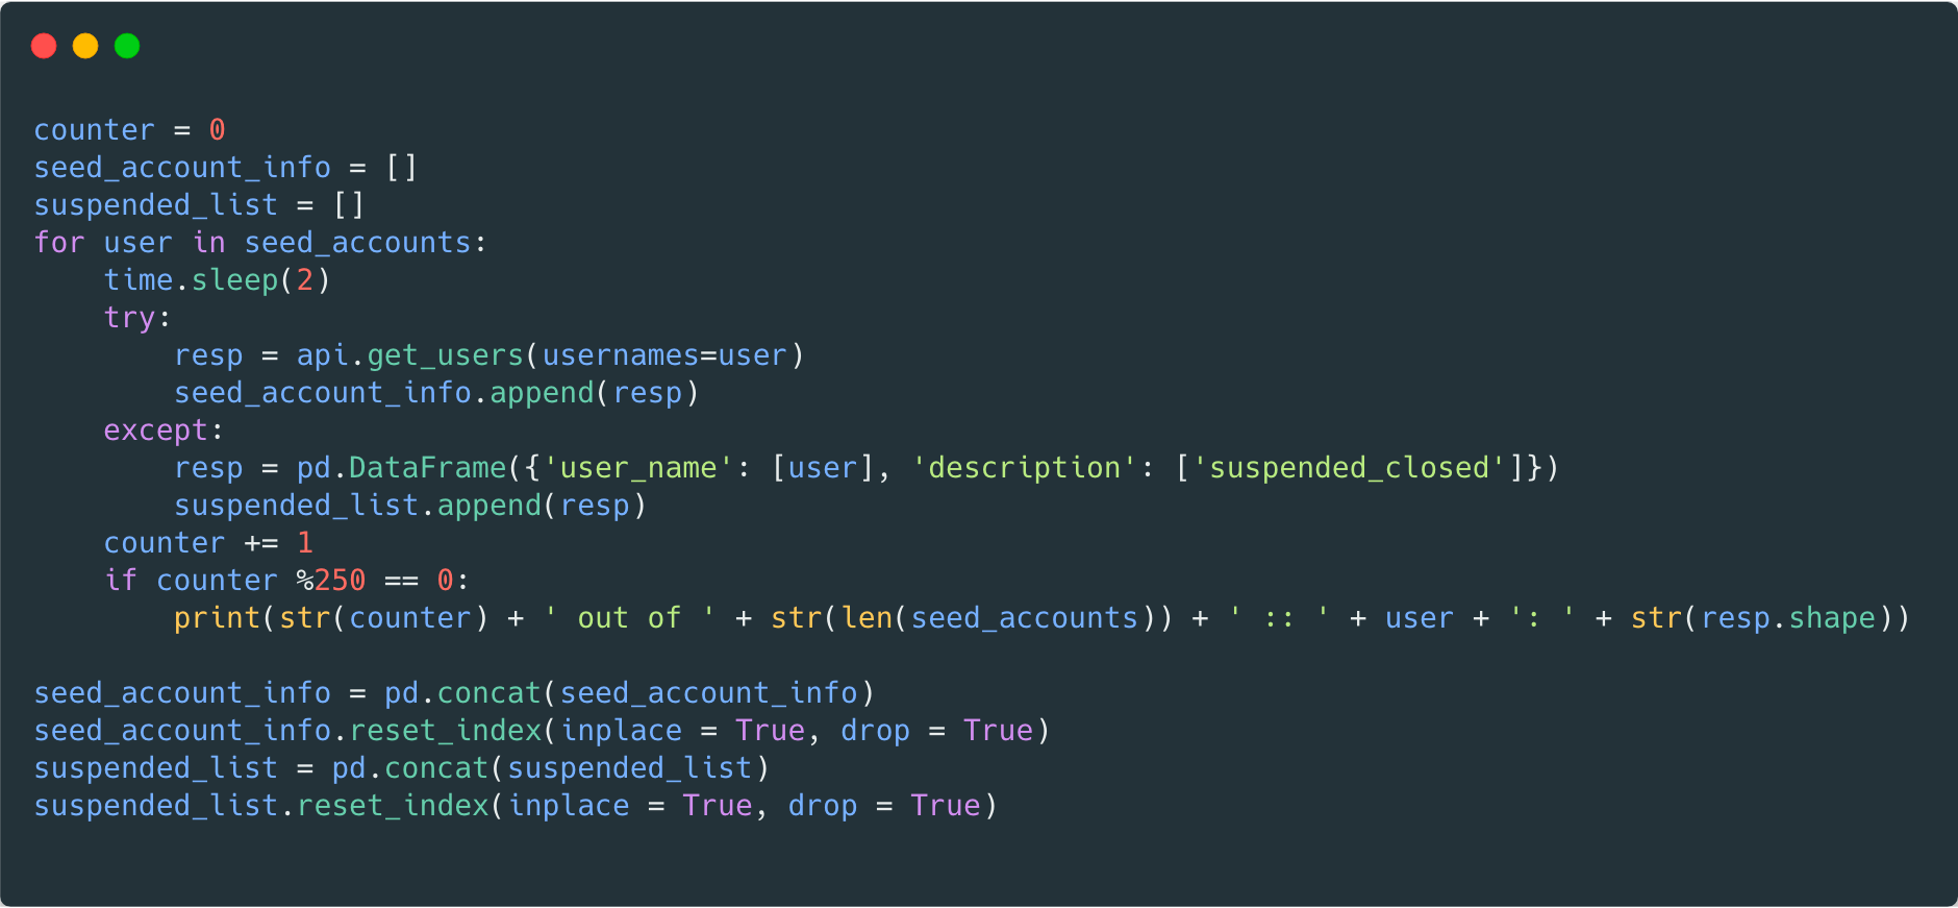 counter = 0
seed_account_info = []
suspended_list = []
for user in seed_accounts:
    time.sleep(2)
    try:
        resp = api.get_users(usernames=user)
        seed_account_info.append(resp)
    except:
        resp = pd.DataFrame({'user_name': [user], 'description': ['suspended_closed']})
        suspended_list.append(resp)
    counter += 1
    if counter %250 == 0:
        print(str(counter) + ' out of ' + str(len(seed_accounts)) + ' :: ' + user + ': ' + str(resp.shape))

seed_account_info = pd.concat(seed_account_info)
seed_account_info.reset_index(inplace = True, drop = True)
suspended_list = pd.concat(suspended_list)
suspended_list.reset_index(inplace = True, drop = True)